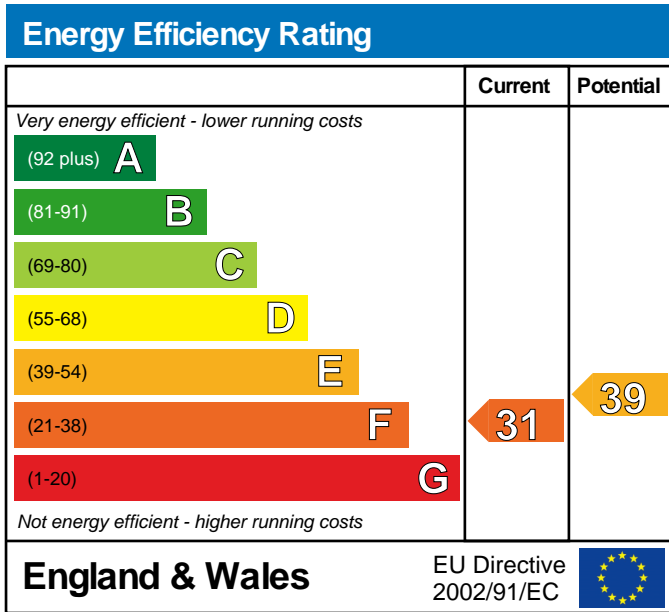 Energy Efficiency Rating
Current Potential
Very energy efficient - lower running costs
(92 plus) A
(81-91) B
(69-80) C
(55-68) D
(39-54) E
39
(21-38) F
31
(1-20) G
Not energy efficient - higher running costs
England & Wales
EU Directive
2002/91/EC